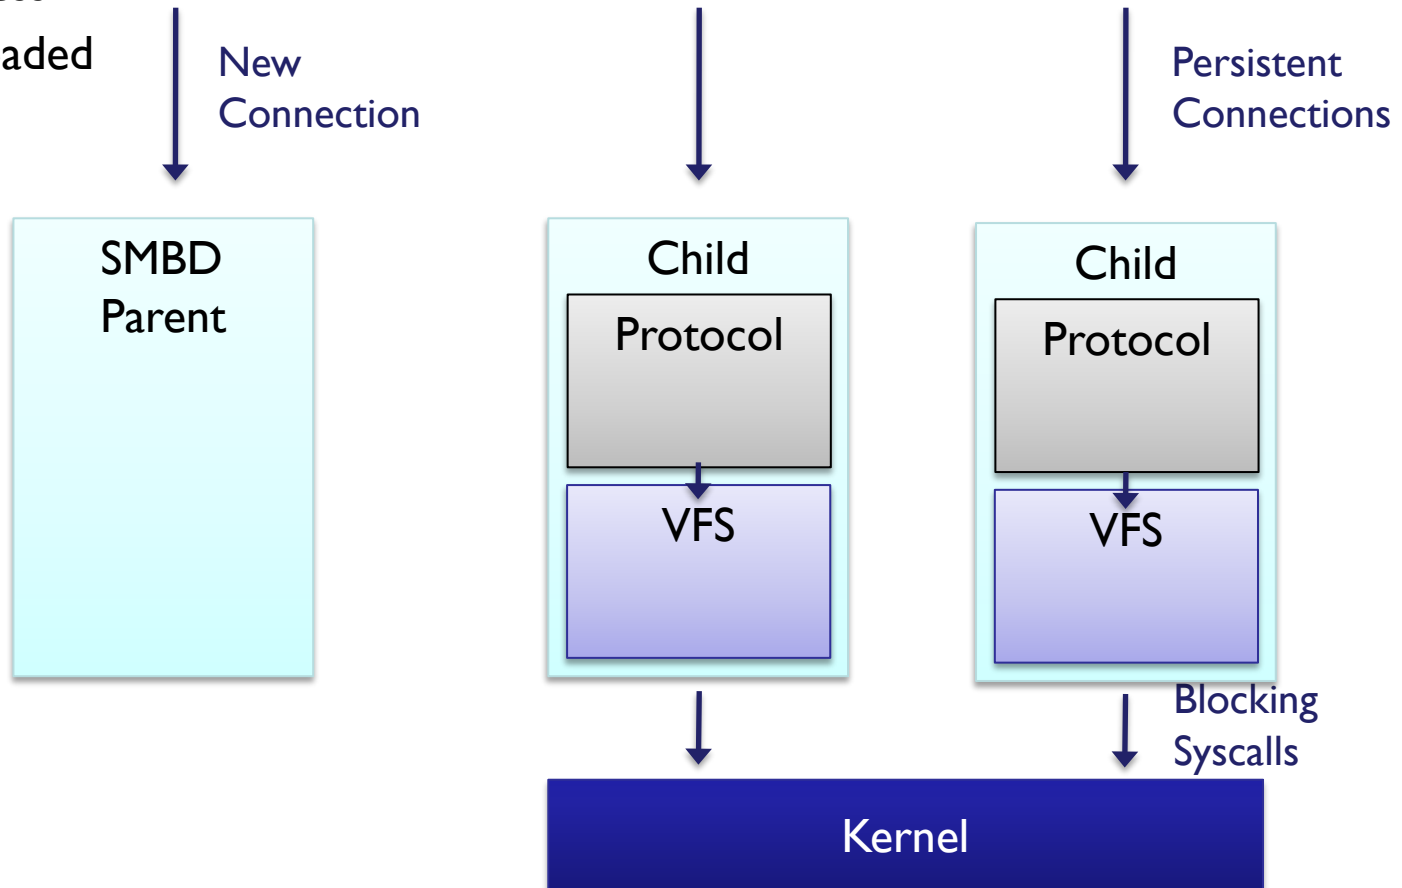 aded
New
Connection
Persistent
Connections
SMBD
Parent
Child
Protocol
VFS
Child
Protocol
VFS
Blocking
Syscalls
Kernel